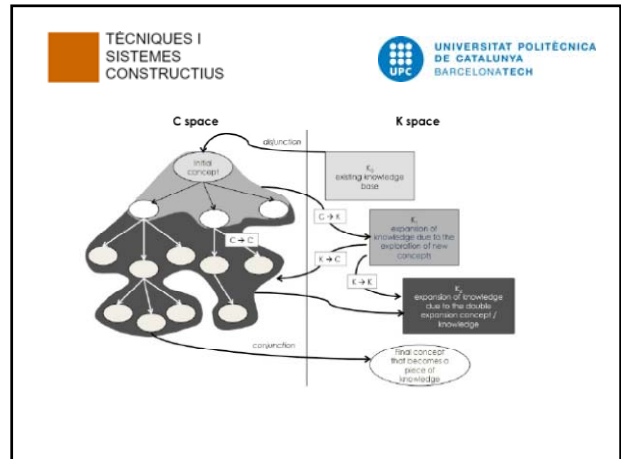 TÈCNIQUES I
SISTEMES
CONSTRUCTIUS
UPC
UNIVERSITAT POLITÈCNICA
DE CATALUNYA
BARCELONATECH
C space
K space
disjunction
Initial
concept
K₀
existing knowledge
base
C → K
K₁
expansion of
knowledge due to the
exploration of new
concepts
C → C
K → C
K → K
K₂
expansion of knowledge
due to the double
expansion concept /
knowledge
conjunction
Final concept
that becomes a
piece of
knowledge